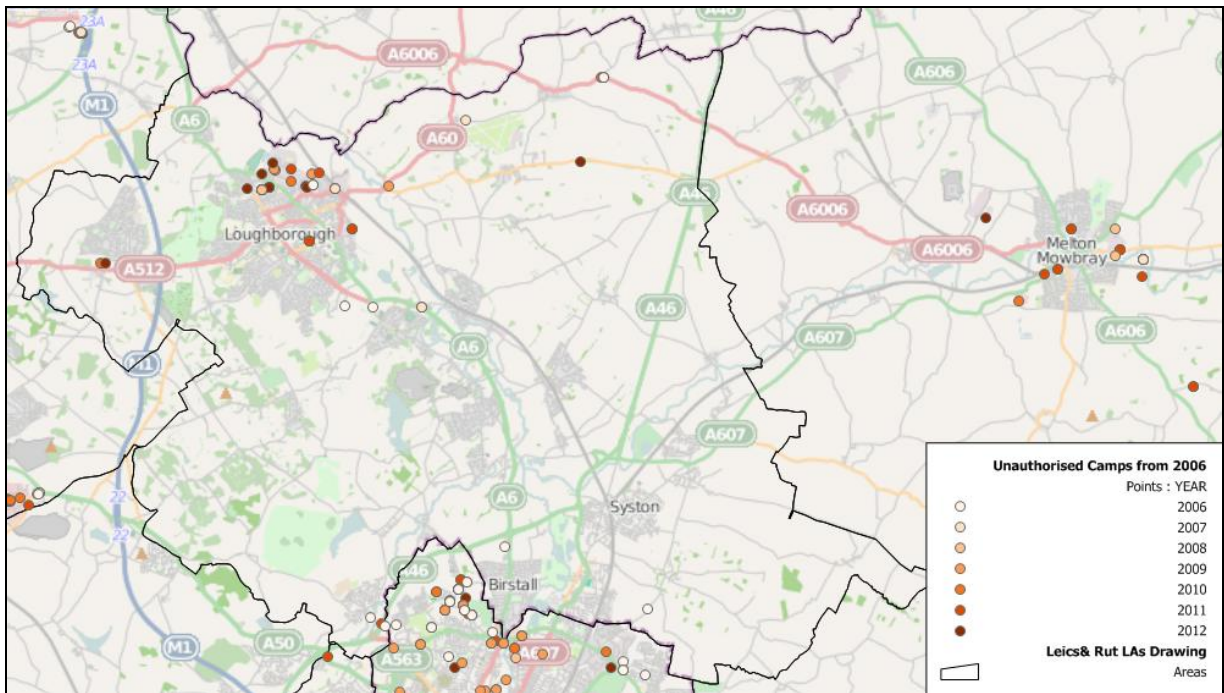 23A
A46
A6006
A606
23A
M1
A6
A60
A46
A6006
Loughborough
A6006
Melton
Mowbray
A512
A46
A606
A6
A607
M1
A607
Unauthorised Camps from 2006
Points : YEAR
2006
2007
2008
2009
2010
2011
2012
Leics& Rut LAs Drawing
Areas
22
A6
Syston
22
A46
Birstall
M1
A50
A563
A607